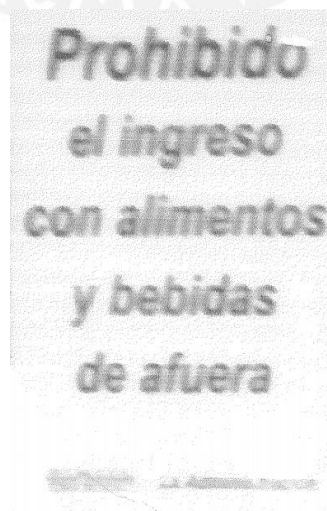 Prohibido
el ingreso
con alimentos
y bebidas
de afuera